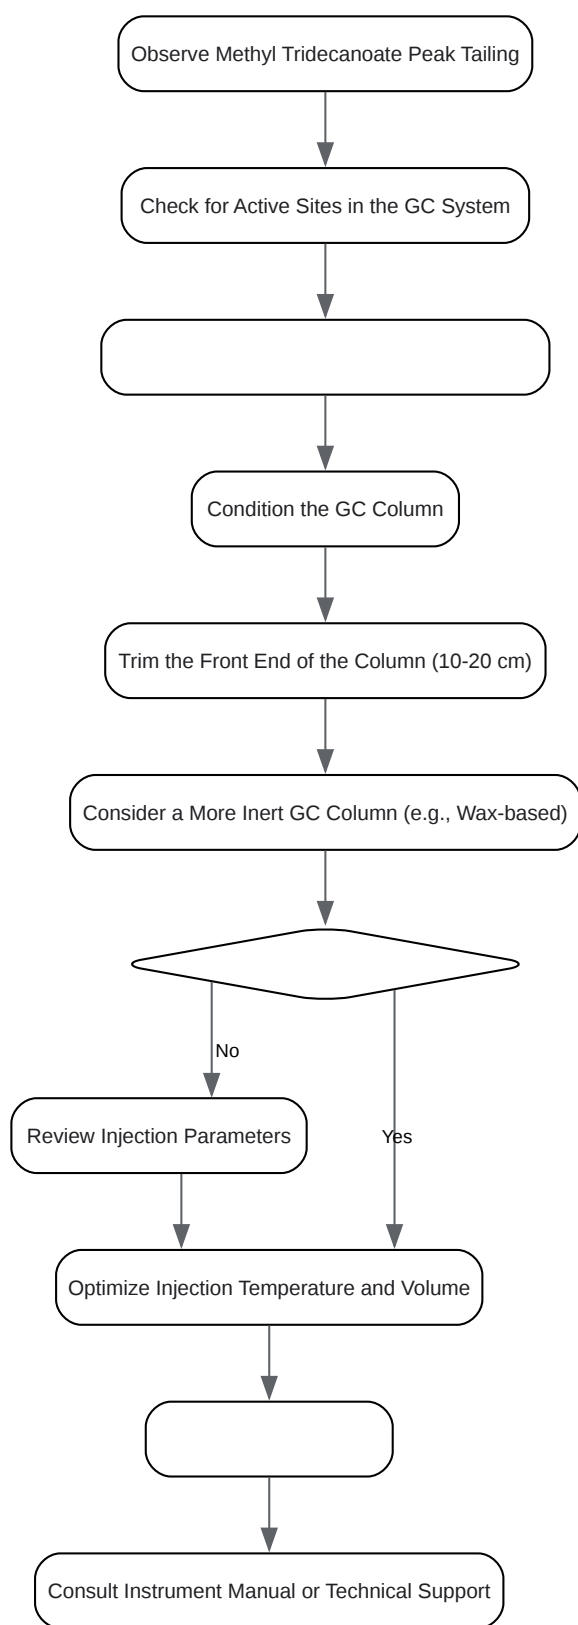 Observe Methyl Tridecanoate Peak Tailing
Check for Active Sites in the GC System
Condition the GC Column
Trim the Front End of the Column (10-20 cm)
Consider a More Inert GC Column (e.g., Wax-based)
No
Review Injection Parameters
Yes
Optimize Injection Temperature and Volume
Consult Instrument Manual or Technical Support